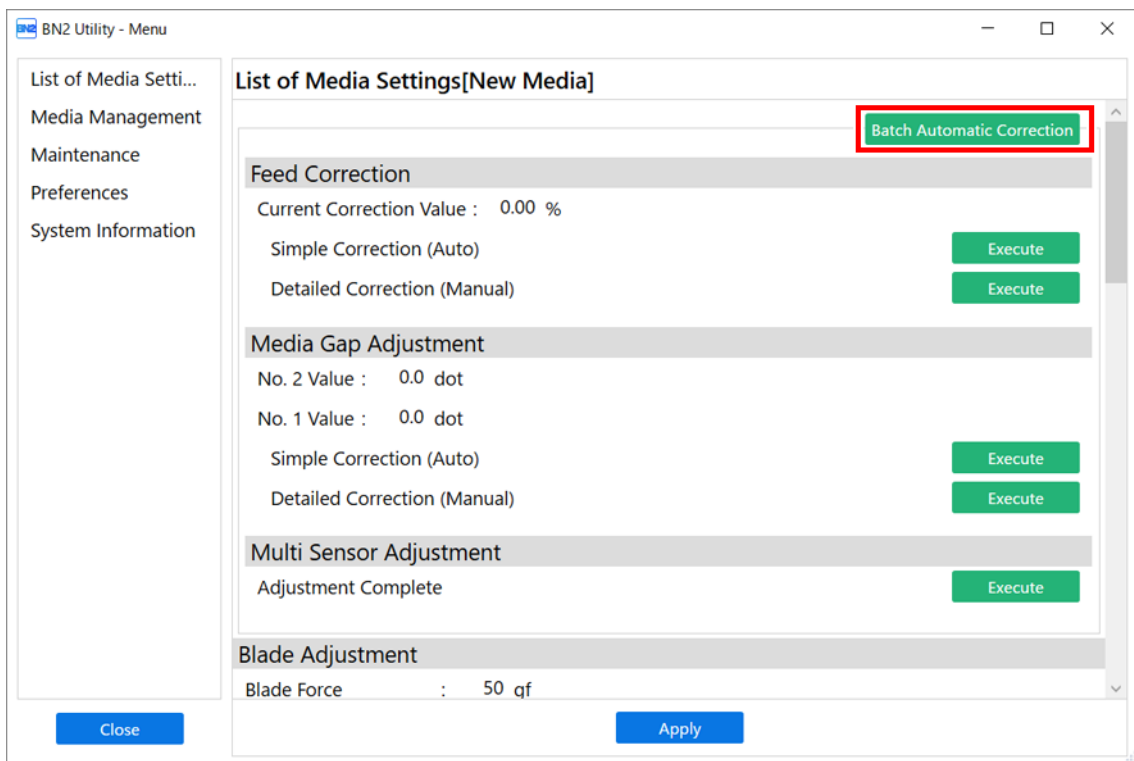 BN2 BN2 Utility - Menu
List of Media Setti...
Media Management
Maintenance
Preferences
System Information
List of Media Settings[New Media]
Batch Automatic Correction
Feed Correction
Current Correction Value : 0.00 %
Simple Correction (Auto) Execute
Detailed Correction (Manual) Execute
Media Gap Adjustment
No. 2 Value : 0.0 dot
No. 1 Value : 0.0 dot
Simple Correction (Auto) Execute
Detailed Correction (Manual) Execute
Multi Sensor Adjustment
Adjustment Complete Execute
Blade Adjustment
Blade Force : 50 gf
Close
Apply